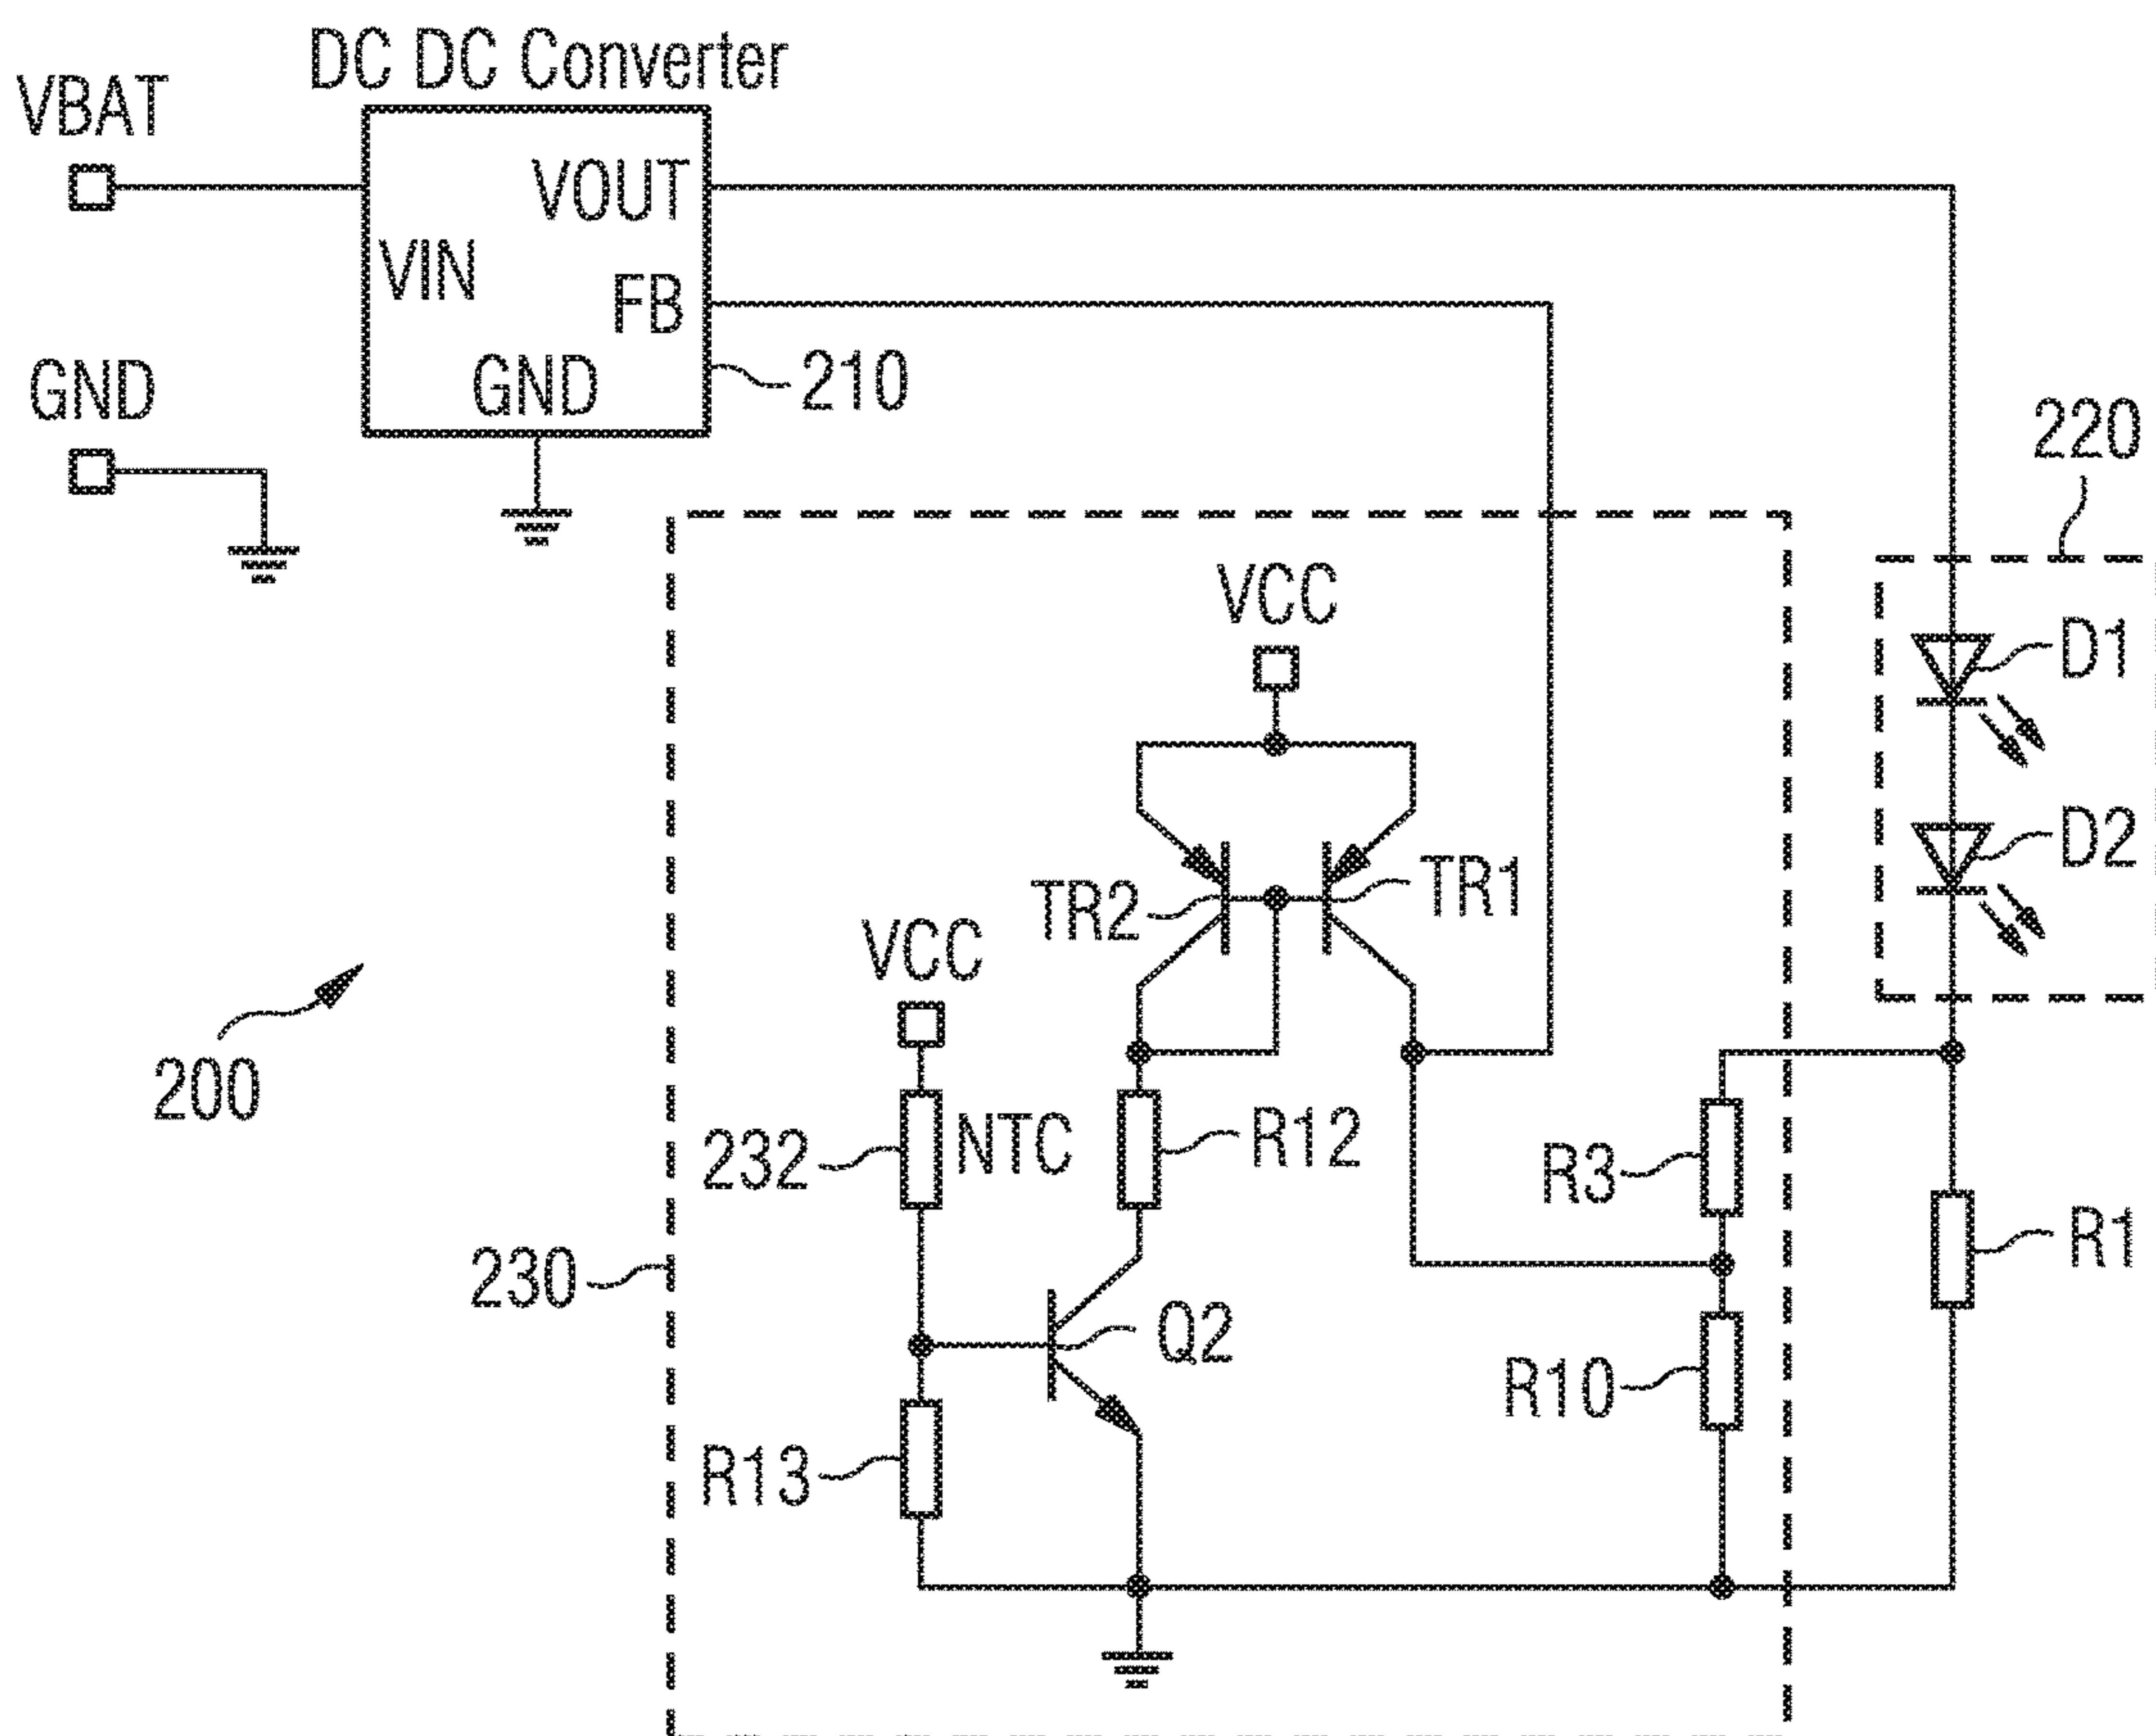 DC DC Converter
VBAT
VOUT
VIN
FB
GND
GND
210
220
VCC
D1
D2
TR2
TR1
VCC
200
232
NTC
R12
R3
R1
230
Q2
R10
R13